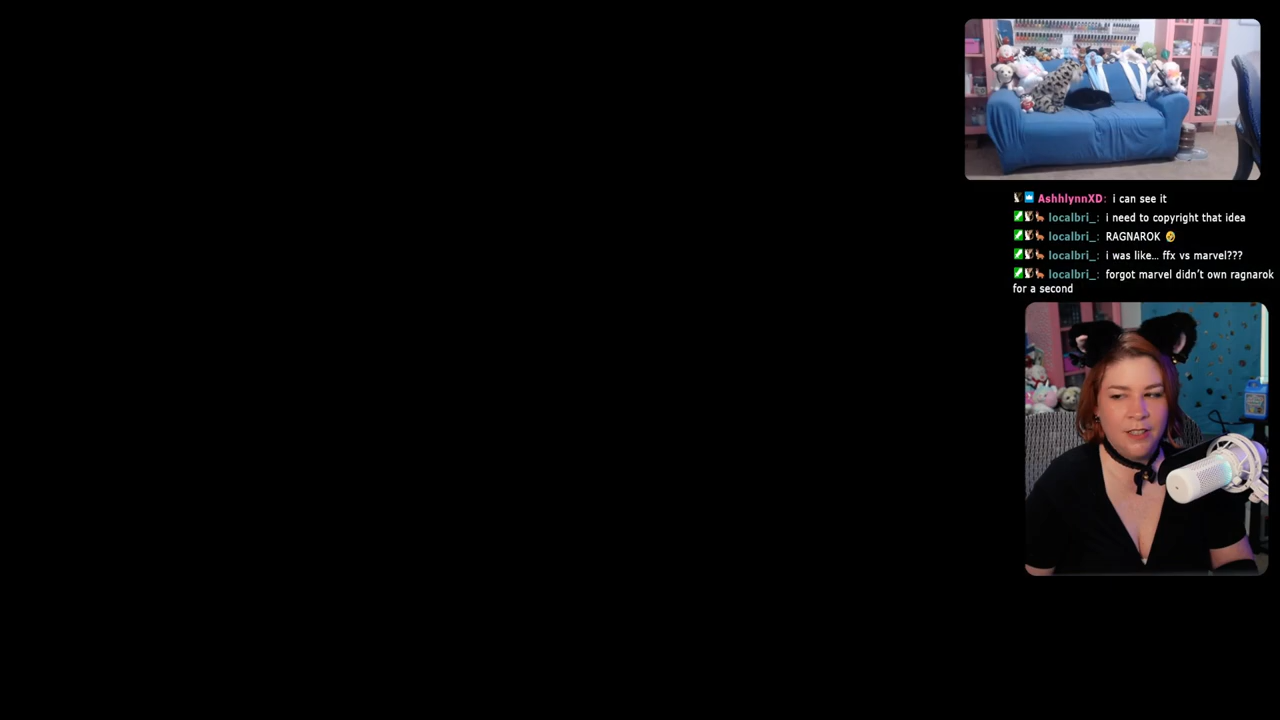 AshhlynnXD: i can see it
localbri_: i need to copyright that idea
localbri_: RAGNAROK 🤣
localbri_: i was like... ffx vs marvel???
localbri_: forgot marvel didn't own ragnarok
for a second